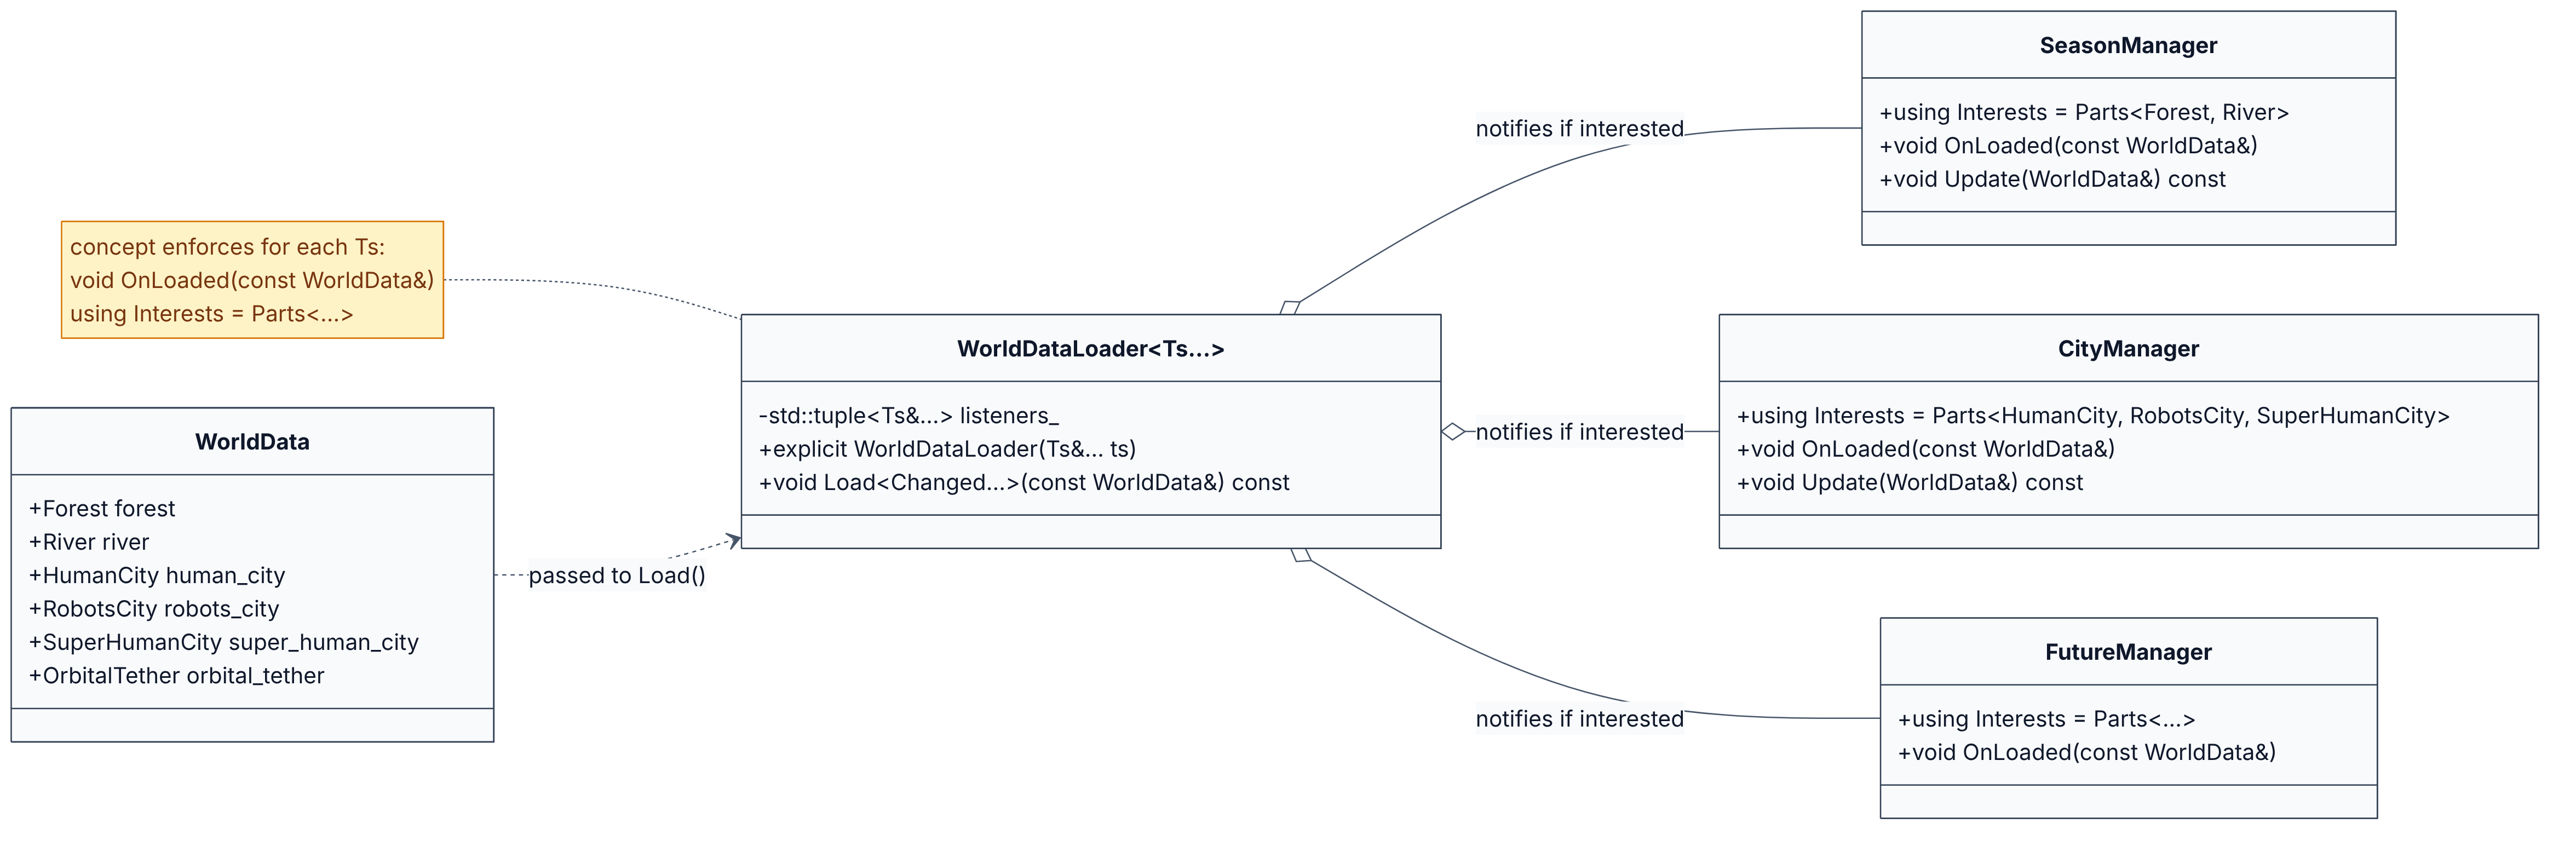 SeasonManager
+using Interests = Parts<Forest, River>
+void OnLoaded(const WorldData&)
+void Update(WorldData&) const
notifies if interested
concept enforces for each Ts:
void OnLoaded(const WorldData&)
using Interests = Parts<...>
WorldDataLoader<Ts...>
-std::tuple<Ts&...> listeners_
+explicit WorldDataLoader(Ts&... ts)
+void Load<Changed...>(const WorldData&) const
notifies if interested
CityManager
+using Interests = Parts<HumanCity, RobotsCity, SuperHumanCity>
+void OnLoaded(const WorldData&)
+void Update(WorldData&) const
WorldData
+Forest forest
+River river
+HumanCity human_city
+RobotsCity robots_city
+SuperHumanCity super_human_city
+OrbitalTether orbital_tether
passed to Load()
notifies if interested
FutureManager
+using Interests = Parts<...>
+void OnLoaded(const WorldData&)